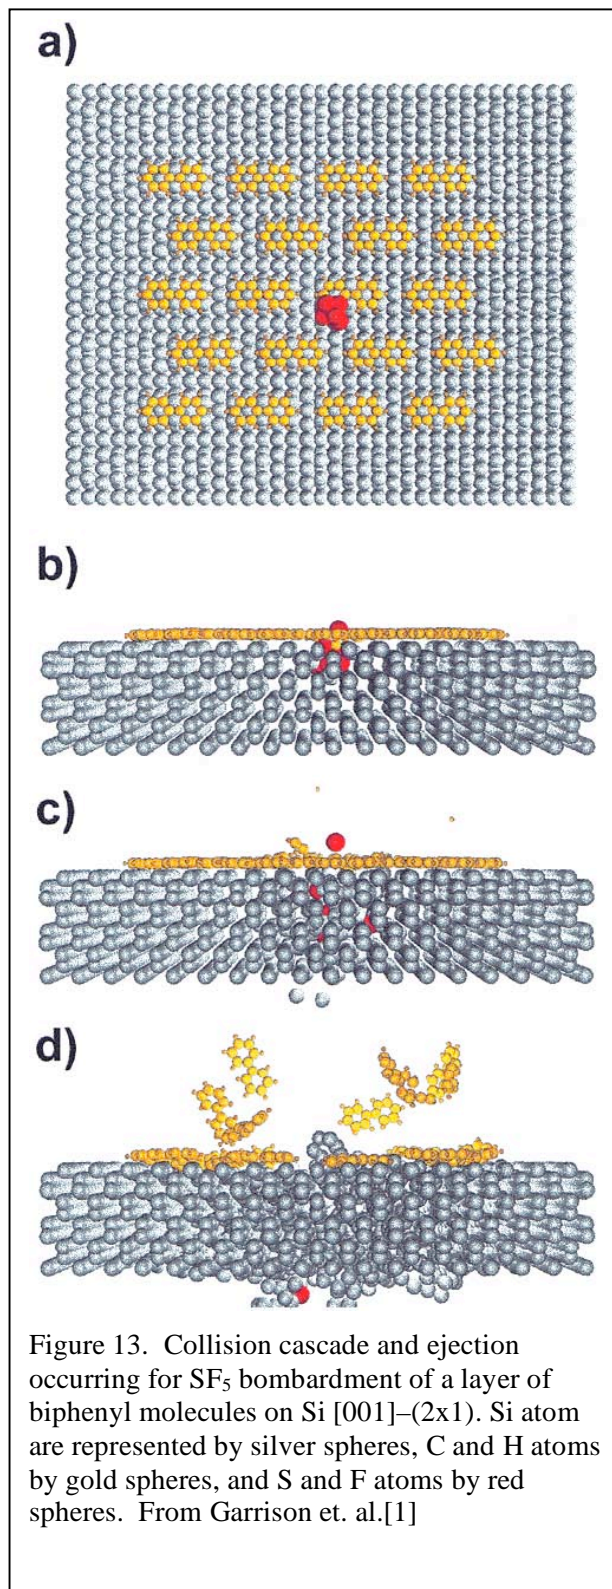 a)
b)
c)
d)
Figure 13.  Collision cascade and ejection
occurring for SF₅ bombardment of a layer of
biphenyl molecules on Si [001]–(2x1). Si atom
are represented by silver spheres, C and H atoms
by gold spheres, and S and F atoms by red
spheres.  From Garrison et. al.[1]